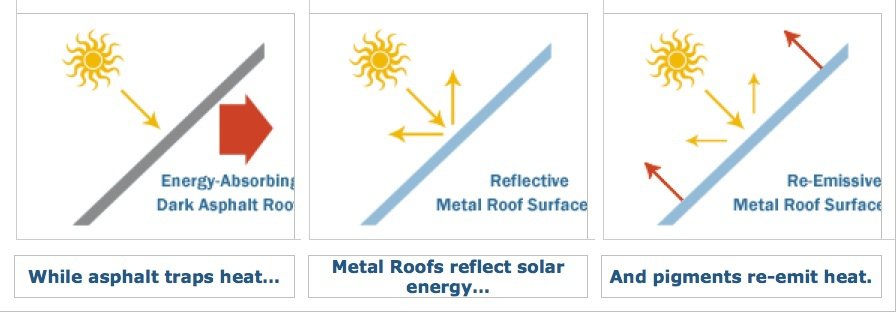 Energy-Absorbing
Dark Asphalt Roo
Reflective
Metal Roof Surface
Re-Emissive
Metal Roof Surface
While asphalt traps heat...
Metal Roofs reflect solar
energy...
And pigments re-emit heat.